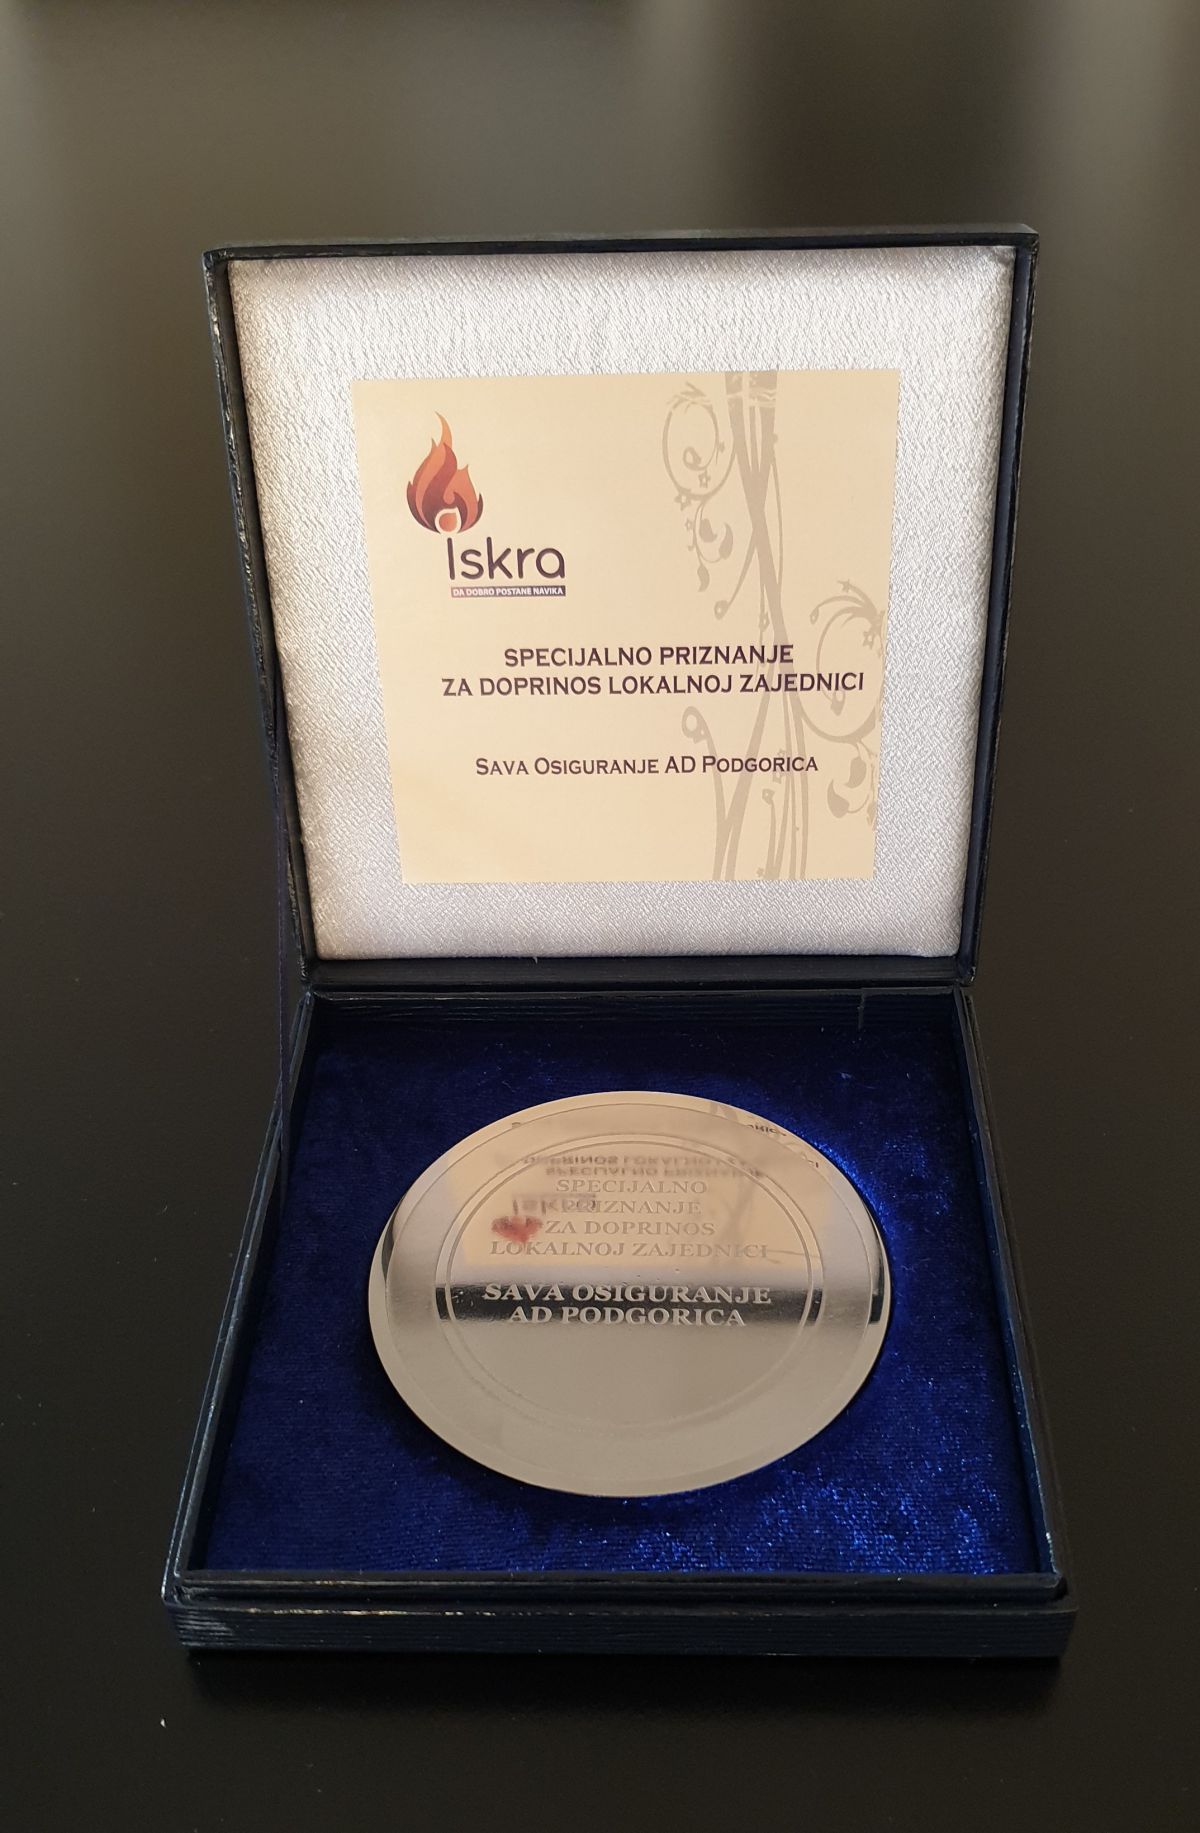 Iskra
DA DOBRO POSTANE NAVIKA
SPECIJALNO PRIZNANJE
ZA DOPRINOS LOKALNOJ ZAJEDNICI
SAVA OSIGURANJE AD PODGORICA
SPECIJALNO
PRIZNANJE
ZA DOPRINOS
LOKALNOJ ZAJEDNICI
SAVA OSIGURANJE
AD PODGORICA